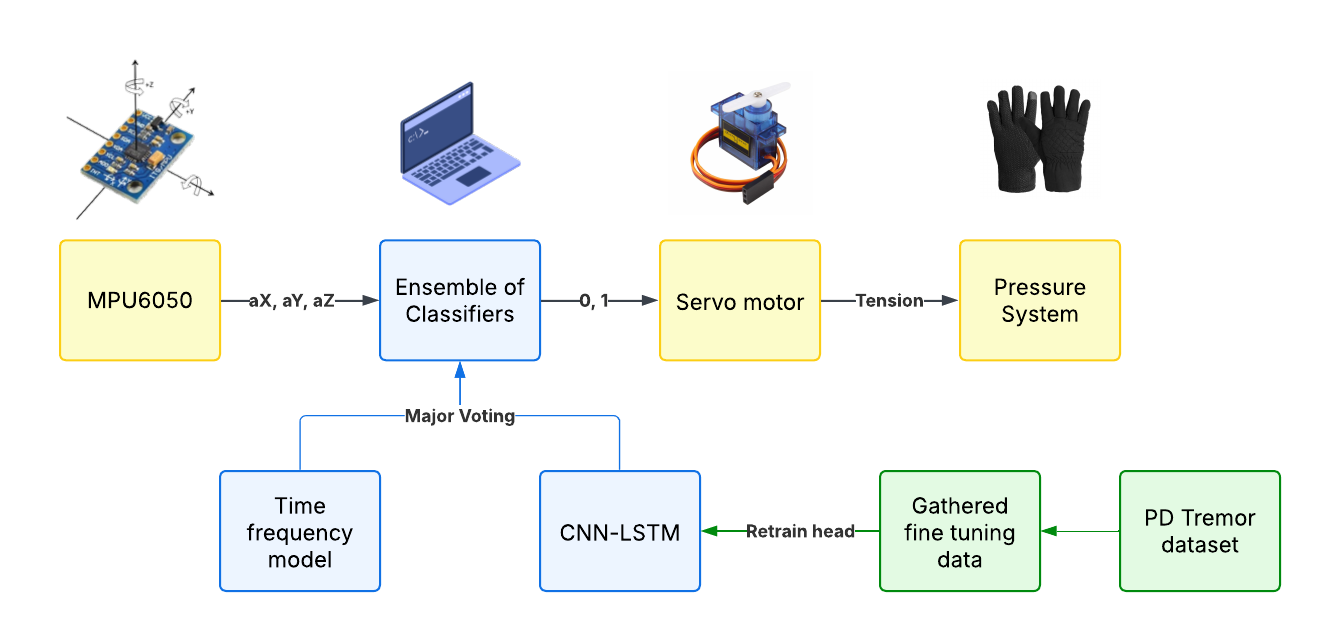 +Z
+Y
C:\>_
MPU6050
aX, aY, aZ
Ensemble of
Classifiers
0, 1
Servo motor
Tension
Pressure
System
Major Voting
Time
frequency
model
CNN-LSTM
Retrain head
Gathered
fine tuning
data
PD Tremor
dataset